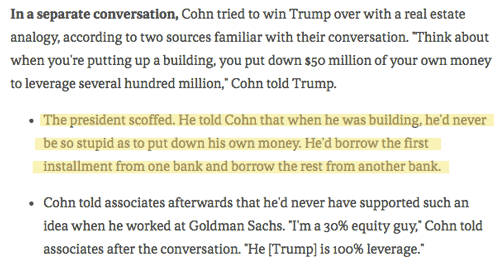 In a separate conversation, Cohn tried to win Trump over with a real estate
analogy, according to two sources familiar with their conversation. "Think about
when you're putting up a building, you put down $50 million of your own money
to leverage several hundred million," Cohn told Trump.
• The president scoffed. He told Cohn that when he was building, he'd never
be so stupid as to put down his own money. He'd borrow the first
installment from one bank and borrow the rest from another bank.
• Cohn told associates afterwards that he'd never have supported such an
idea when he worked at Goldman Sachs. "I'm a 30% equity guy," Cohn told
associates after the conversation. "He [Trump] is 100% leverage."